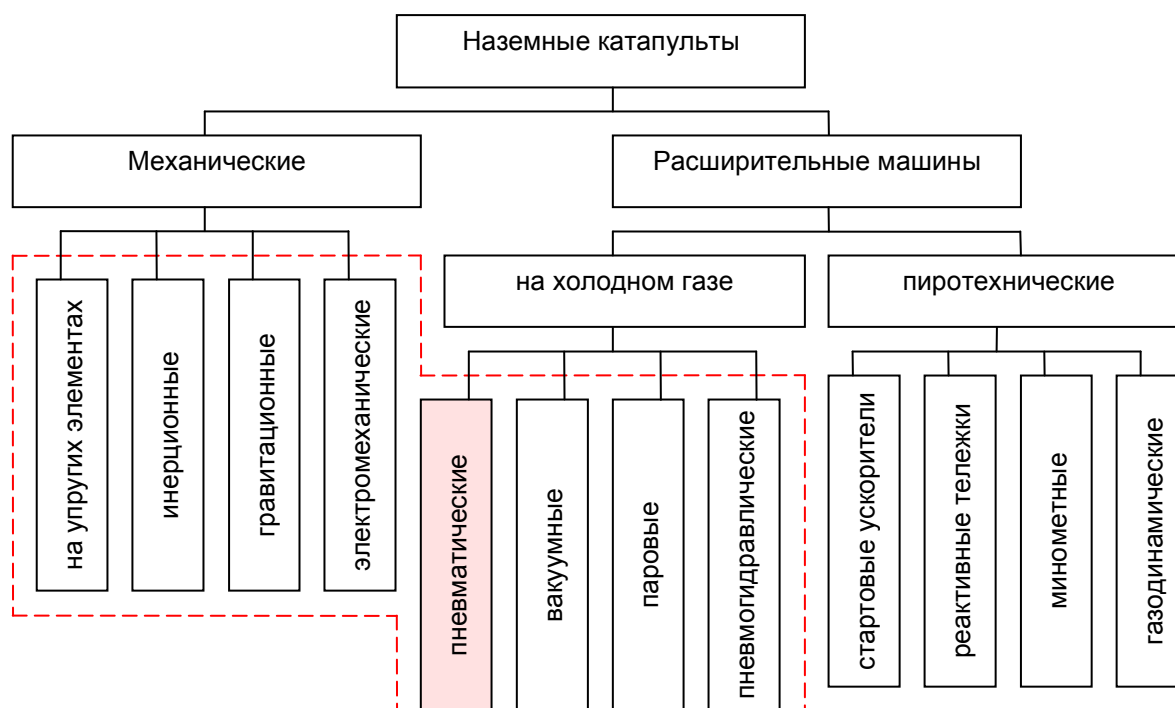 Наземные катапульты
Механические
Расширительные машины
на холодном газе
пиротехнические
на упругих элементах
инерционные
гравитационные
электромеханические
пневматические
вакуумные
паровые
пневмогидравлические
стартовые ускорители
реактивные тележки
минометные
газодинамические